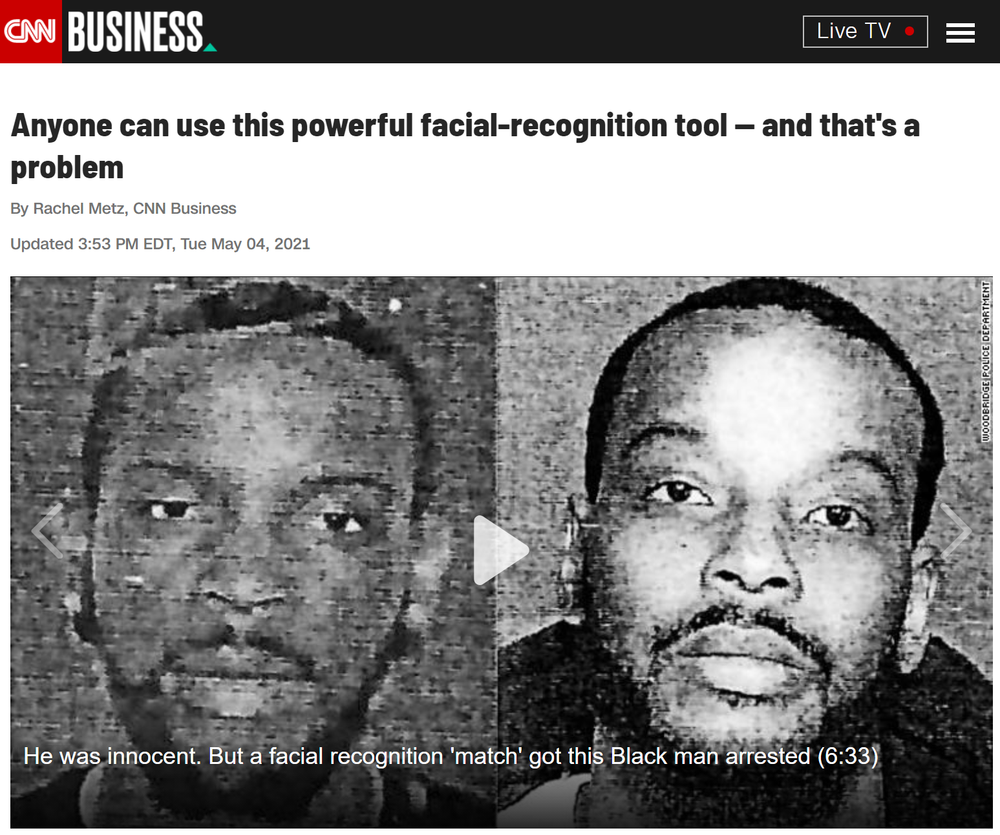 CNN BUSINESS
Live TV
Anyone can use this powerful facial-recognition tool — and that's a
problem
By Rachel Metz, CNN Business
Updated 3:53 PM EDT, Tue May 04, 2021
WOODBRIDGE POLICE DEPARTMENT
He was innocent. But a facial recognition 'match' got this Black man arrested (6:33)